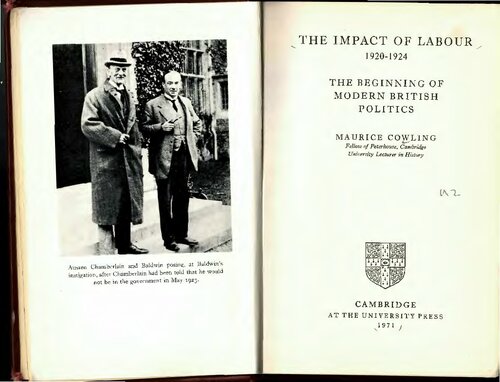 Austen Chamberlain and Baldwin posing, at Baldwin's
instigation, after Chamberlain had been told that he would
not be in the government in May 1923.
THE IMPACT OF LABOUR
1920-1924
THE BEGINNING OF
MODERN BRITISH
POLITICS
MAURICE COWLING
Fellow of Peterhouse, Cambridge
University Lecturer in History
CAMBRIDGE
AT THE UNIVERSITY PRESS
1971